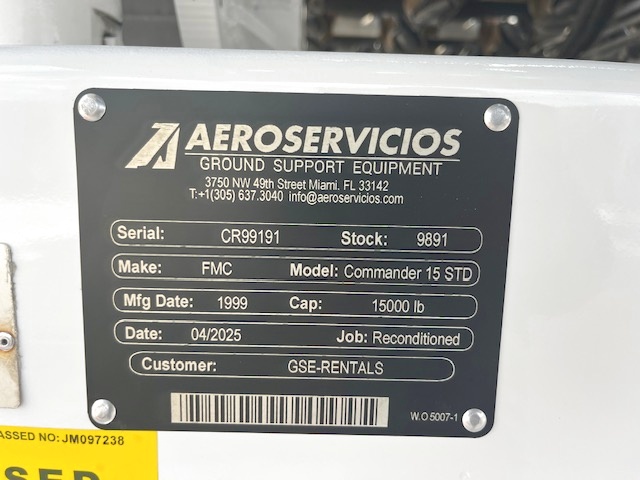 AEROSERVICIOS
GROUND SUPPORT EQUIPMENT
3750 NW 49th Street Miami. FL 33142
T:+1(305) 637.3040 info@aeroservicios.com
Serial: CR99191 Stock: 9891
Make: FMC Model: Commander 15 STD
Mfg Date: 1999 Cap: 15000 lb
Date: 04/2025 Job: Reconditioned
Customer: GSE-RENTALS
W.O 5007-1
ASSED NO: JM097238